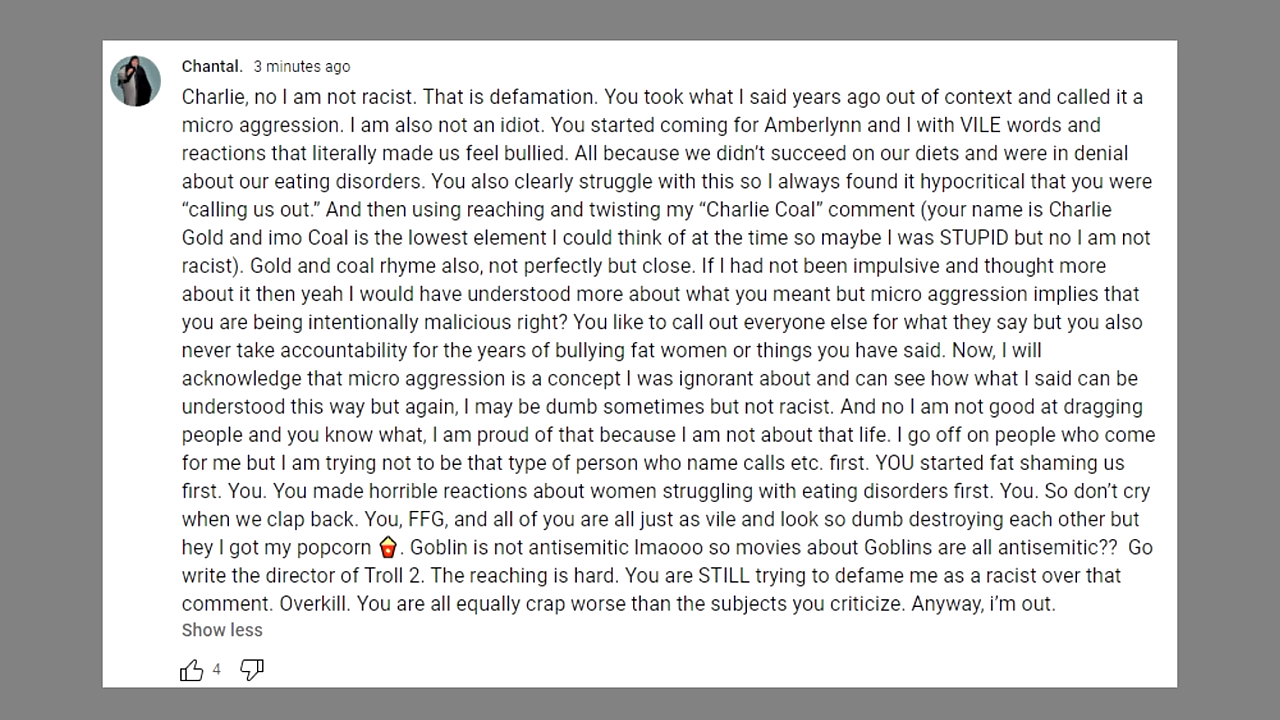 Chantal. 3 minutes ago
Charlie, no I am not racist. That is defamation. You took what I said years ago out of context and called it a
micro aggression. I am also not an idiot. You started coming for Amberlynn and I with VILE words and
reactions that literally made us feel bullied. All because we didn’t succeed on our diets and were in denial
about our eating disorders. You also clearly struggle with this so I always found it hypocritical that you were
“calling us out.” And then using reaching and twisting my “Charlie Coal” comment (your name is Charlie
Gold and imo Coal is the lowest element I could think of at the time so maybe I was STUPID but no I am not
racist). Gold and coal rhyme also, not perfectly but close. If I had not been impulsive and thought more
about it then yeah I would have understood more about what you meant but micro aggression implies that
you are being intentionally malicious right? You like to call out everyone else for what they say but you also
never take accountability for the years of bullying fat women or things you have said. Now, I will
acknowledge that micro aggression is a concept I was ignorant about and can see how what I said can be
understood this way but again, I may be dumb sometimes but not racist. And no I am not good at dragging
people and you know what, I am proud of that because I am not about that life. I go off on people who come
for me but I am trying not to be that type of person who name calls etc. first. YOU started fat shaming us
first. You. You made horrible reactions about women struggling with eating disorders first. You. So don’t cry
when we clap back. You, FFG, and all of you are all just as vile and look so dumb destroying each other but
hey I got my popcorn 🍿. Goblin is not antisemitic lmaooo so movies about Goblins are all antisemitic?? Go
write the director of Troll 2. The reaching is hard. You are STILL trying to defame me as a racist over that
comment. Overkill. You are all equally crap worse than the subjects you criticize. Anyway, i’m out.
Show less
4